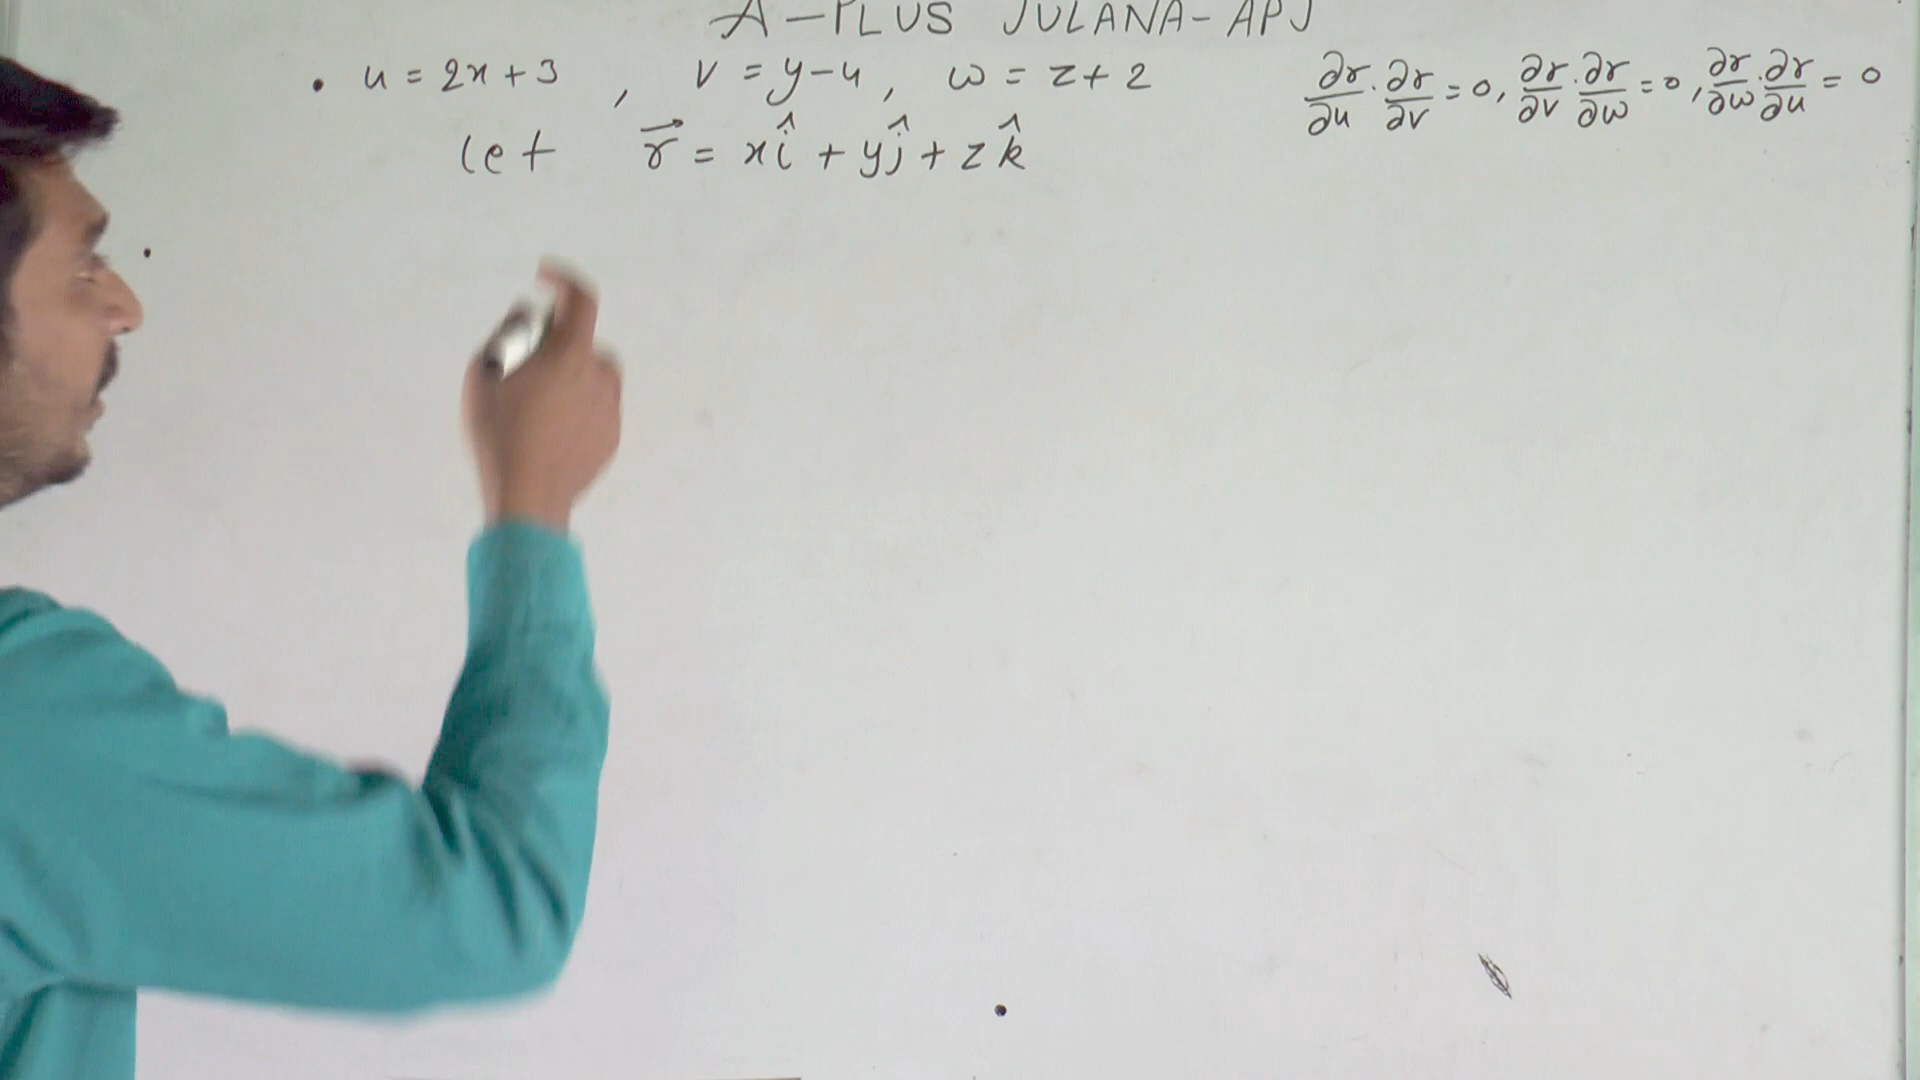 A-PLUS JULANA-APJ
• u = 2x+3 , v = y-4, w = z+2
∂r/∂u · ∂r/∂v = 0, ∂r/∂v · ∂r/∂w = 0, ∂r/∂w · ∂r/∂u = 0
let r⃗ = xî + yĵ + zk̂